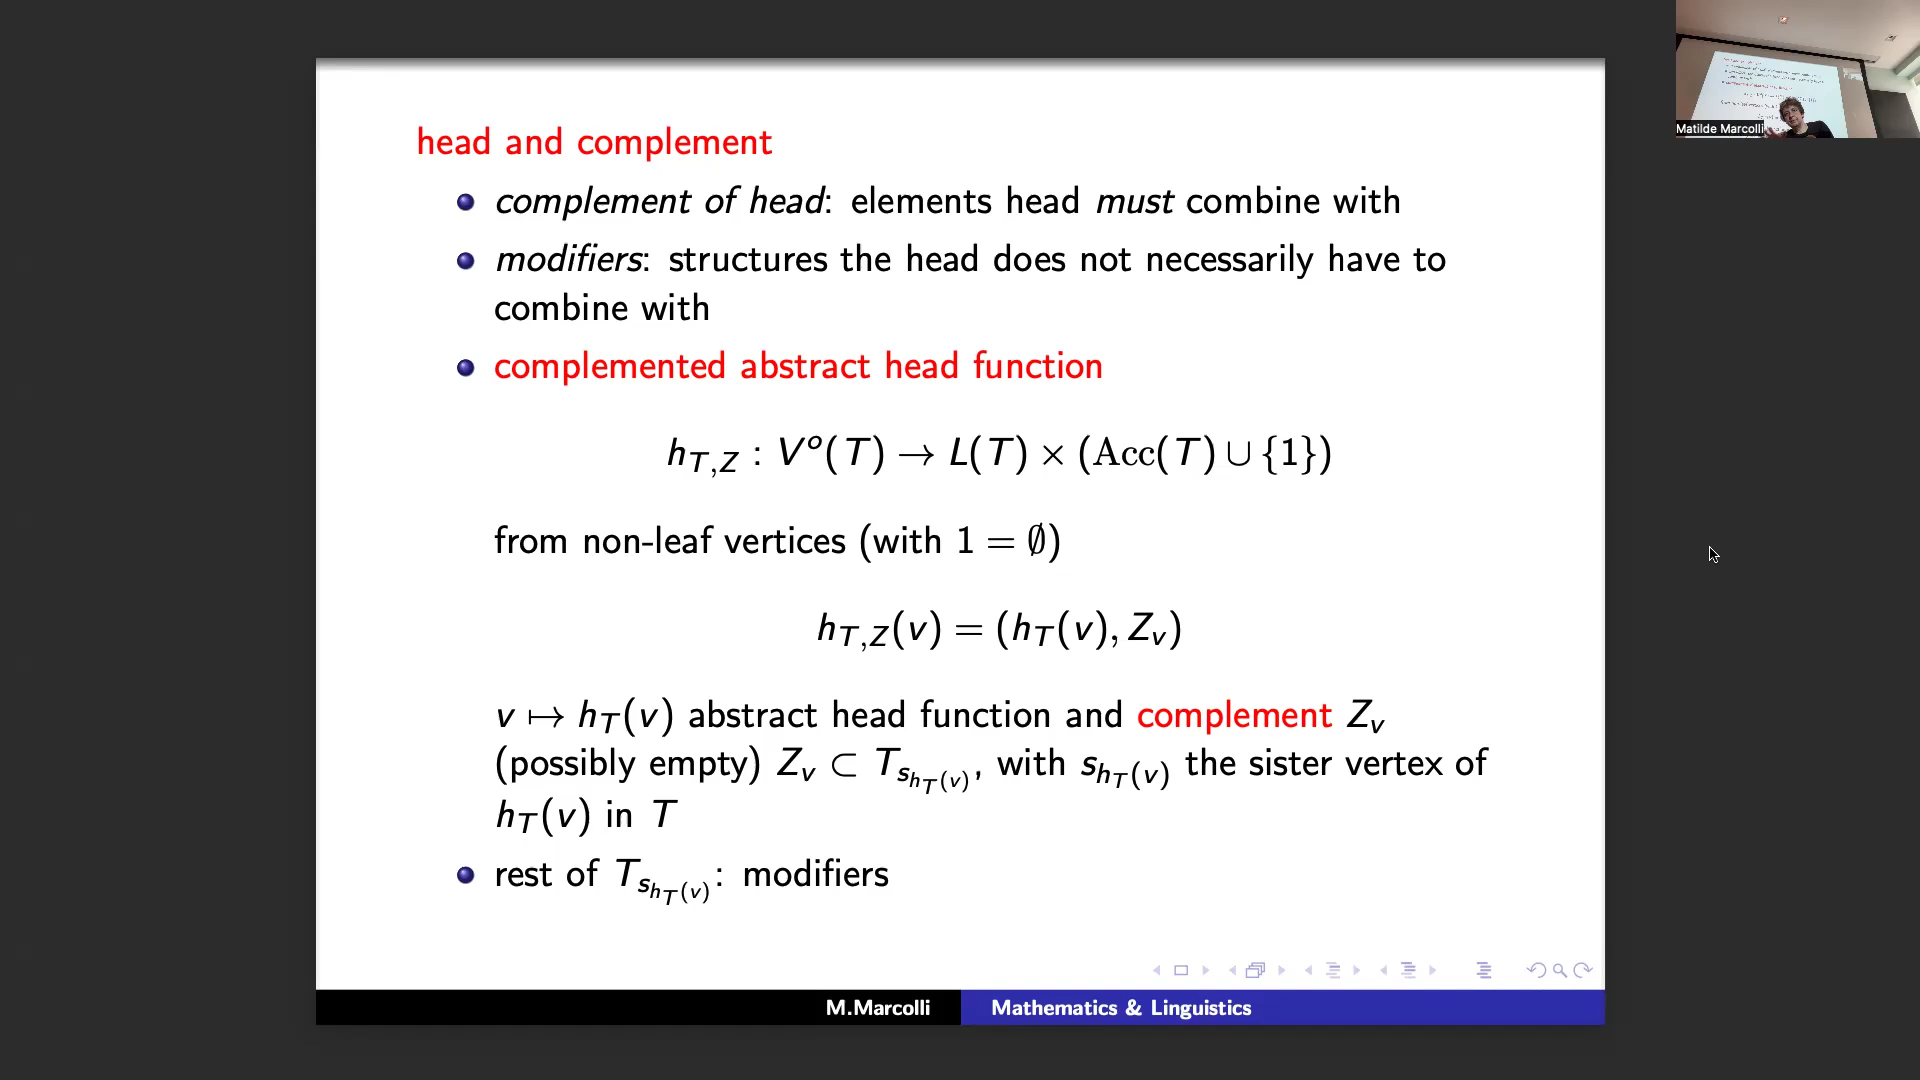 Matilde Marcolli
head and complement
complement of head: elements head must combine with
modifiers: structures the head does not necessarily have to
combine with
complemented abstract head function
h_{T,Z} : V^o(T) → L(T) × (Acc(T) ∪ {1})
from non-leaf vertices (with 1 = ∅)
h_{T,Z}(v) = (h_T(v), Z_v)
v ↦ h_T(v) abstract head function and complement Z_v
(possibly empty) Z_v ⊂ T_{s_{h_T(v)}}, with s_{h_T(v)} the sister vertex of
h_T(v) in T
rest of T_{s_{h_T(v)}}: modifiers
M.Marcolli Mathematics & Linguistics